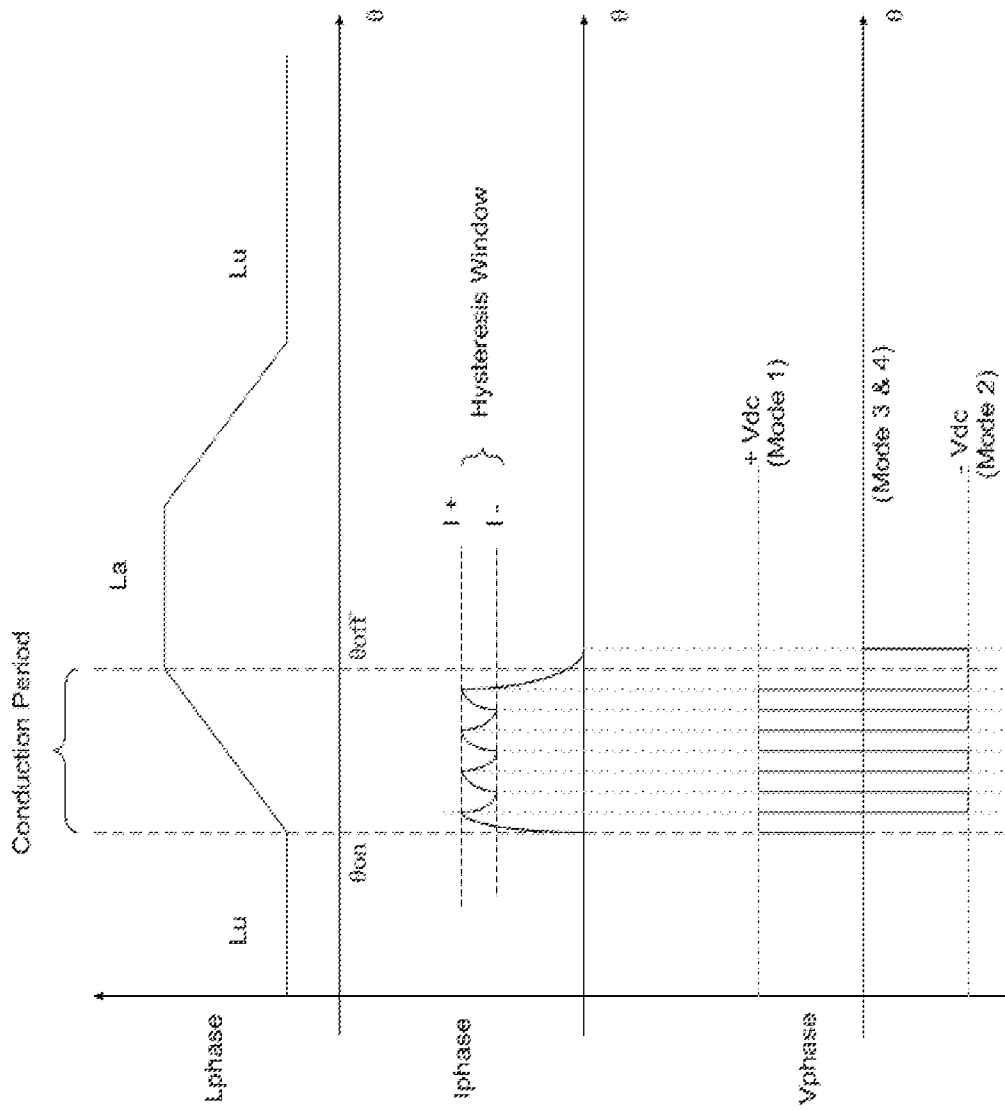 Conduction Period
Lphase
Lu
La
Lu
θon
θoff
θ
Iphase
I+
I-
Hysteresis Window
θ
Vphase
+ Vdc
(Mode 1)
(Mode 3 & 4)
- Vdc
(Mode 2)
θ